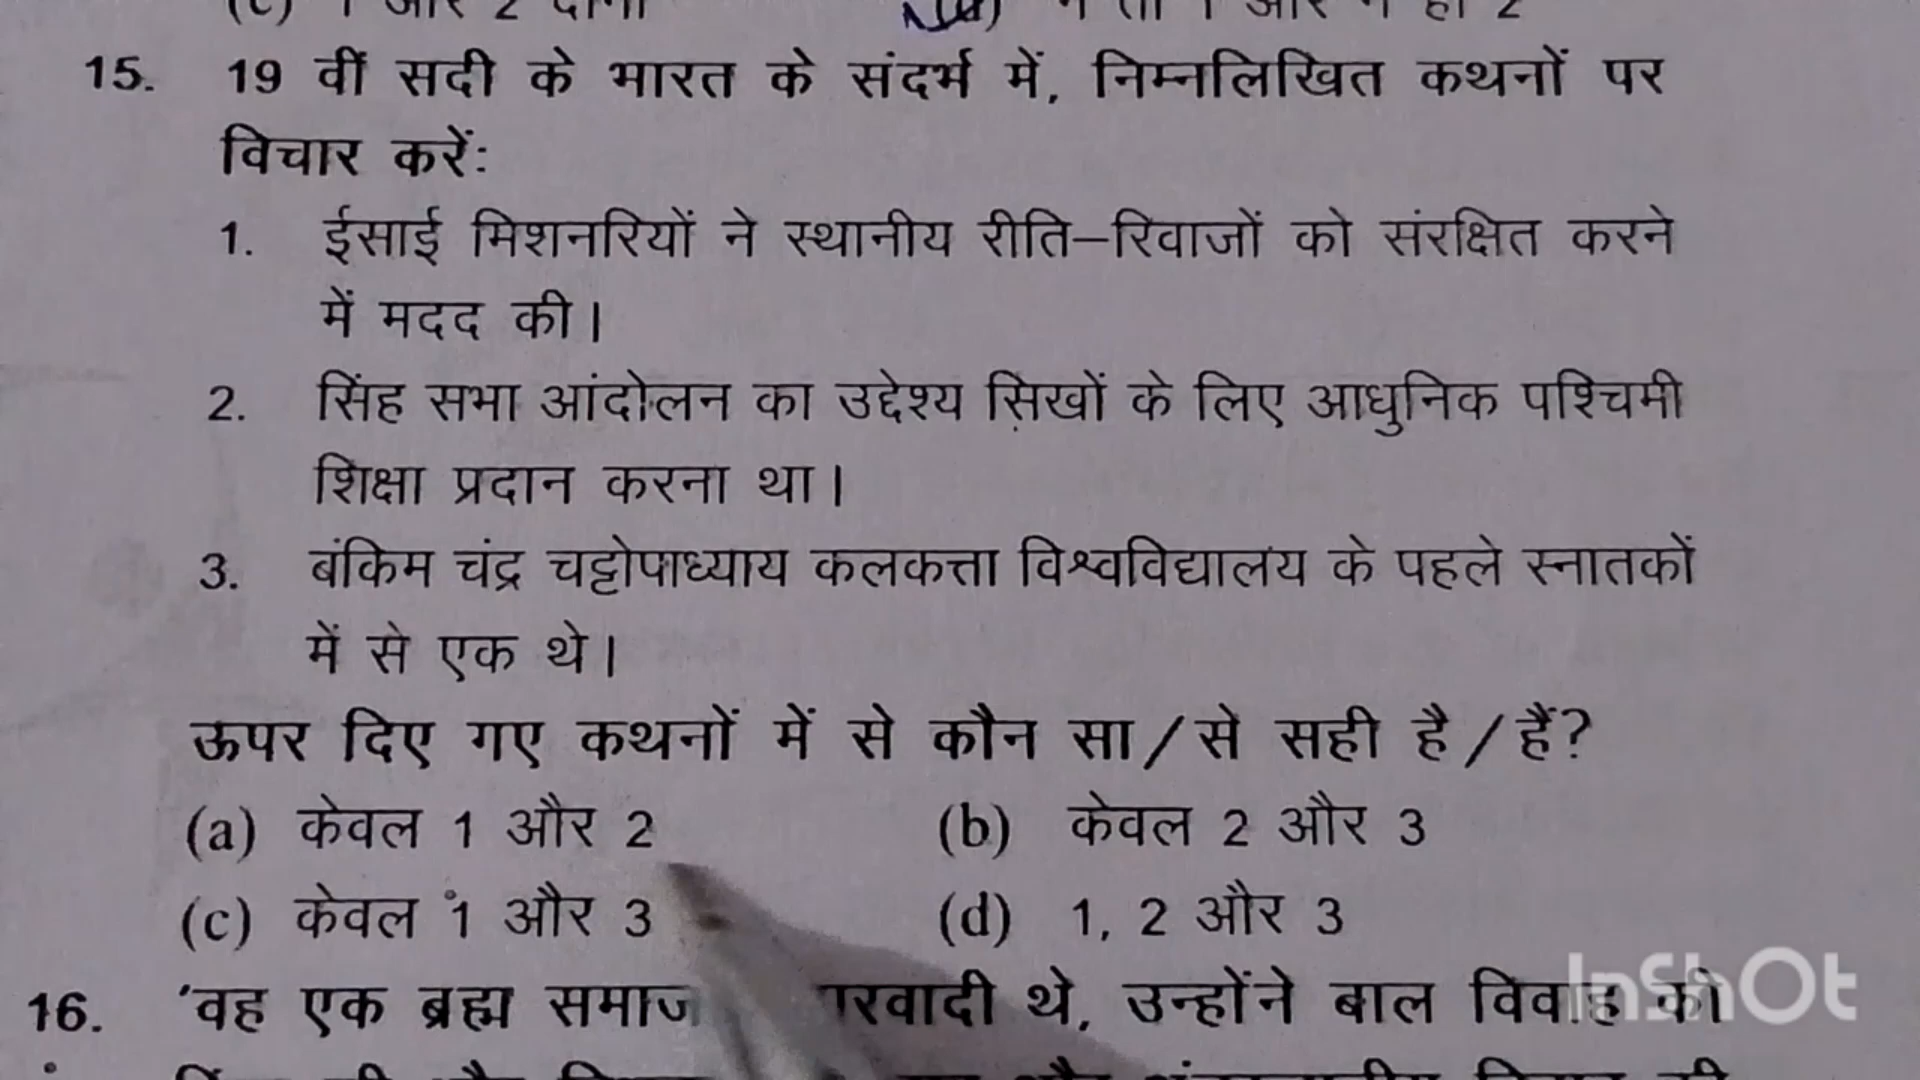 15. 19 वीं सदी के भारत के संदर्भ में, निम्नलिखित कथनों पर
विचार करें:
1. ईसाई मिशनरियों ने स्थानीय रीति–रिवाजों को संरक्षित करने
में मदद की।
2. सिंह सभा आंदोलन का उद्देश्य सिखों के लिए आधुनिक पश्चिमी
शिक्षा प्रदान करना था।
3. बंकिम चंद्र चट्टोपाध्याय कलकत्ता विश्वविद्यालय के पहले स्नातकों
में से एक थे।
ऊपर दिए गए कथनों में से कौन सा/से सही है/हैं?
(a) केवल 1 और 2 (b) केवल 2 और 3
(c) केवल 1 और 3 (d) 1, 2 और 3
16. 'वह एक ब्रह्म समाज थे, उन्होंने बाल विवाह को
InShOt